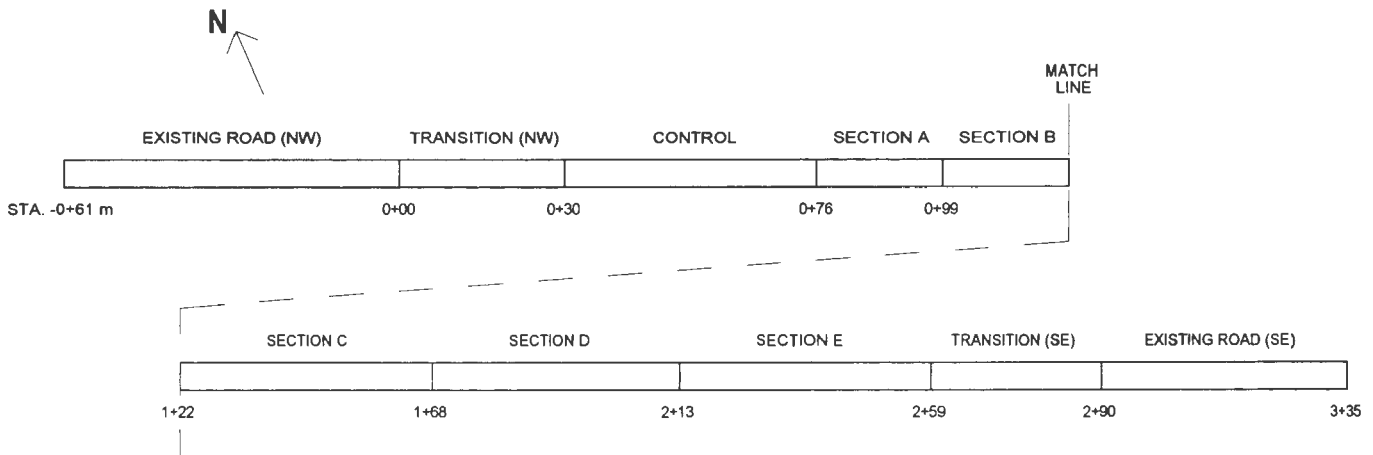 N
MATCH
LINE
EXISTING ROAD (NW) TRANSITION (NW) CONTROL SECTION A SECTION B
STA. -0+61 m 0+00 0+30 0+76 0+99
SECTION C SECTION D SECTION E TRANSITION (SE) EXISTING ROAD (SE)
1+22 1+68 2+13 2+59 2+90 3+35